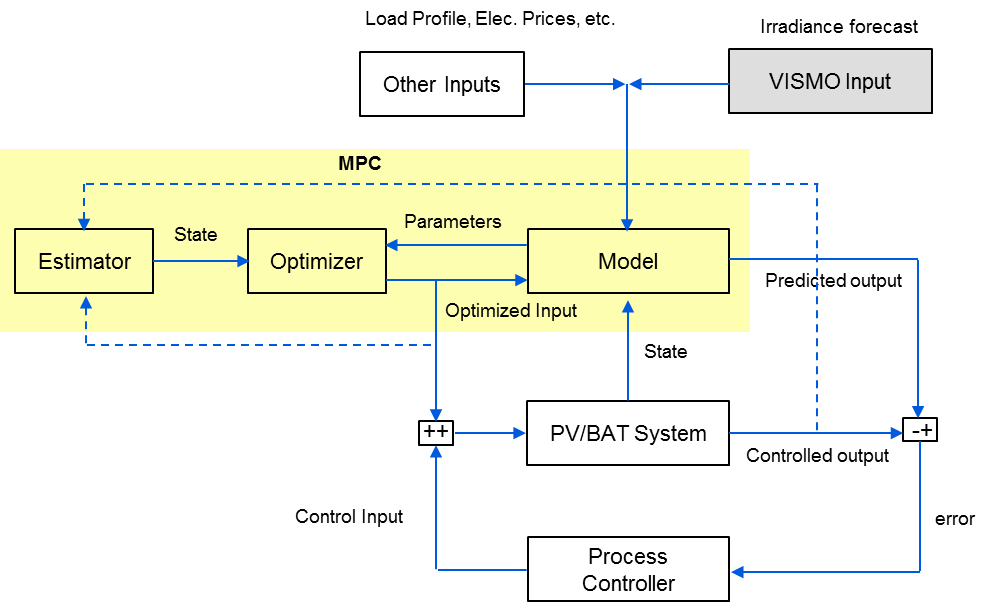 Load Profile, Elec. Prices, etc.
Irradiance forecast
Other Inputs
VISMO Input
MPC
Parameters
State
Estimator
Optimizer
Model
Predicted output
Optimized Input
State
++
PV/BAT System
-+
Controlled output
Control Input
error
Process
Controller